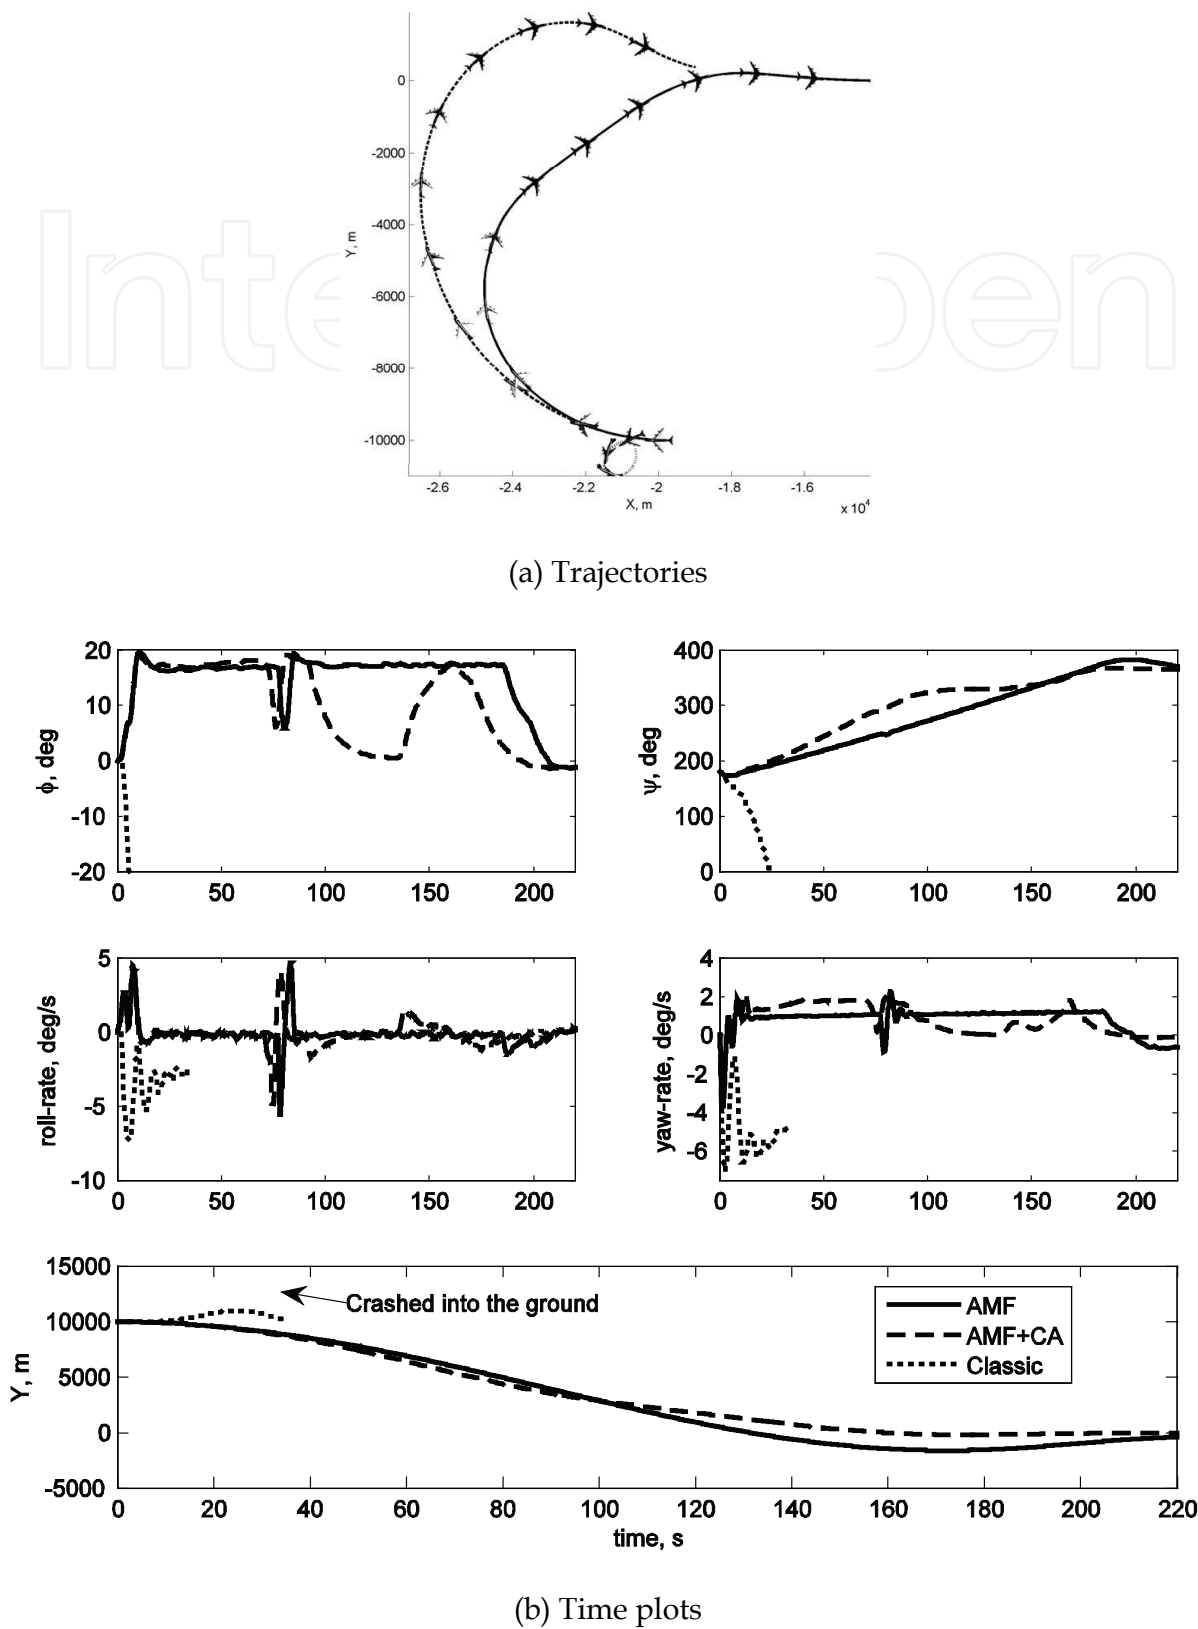 0
-2000
-4000
Y, m
-6000
-8000
-10000
-2.6 -2.4 -2.2 -2 -1.8 -1.6
X, m
x 10^4
(a) Trajectories
20
10
0
-10
-20
ϕ, deg
0 50 100 150 200
400
300
200
100
0
ψ, deg
0 50 100 150 200
5
0
-5
-10
roll-rate, deg/s
0 50 100 150 200
4
2
0
-2
-4
-6
yaw-rate, deg/s
0 50 100 150 200
15000
10000
5000
0
-5000
Y, m
Crashed into the ground
AMF
AMF+CA
Classic
0 20 40 60 80 100 120 140 160 180 200 220
time, s
(b) Time plots